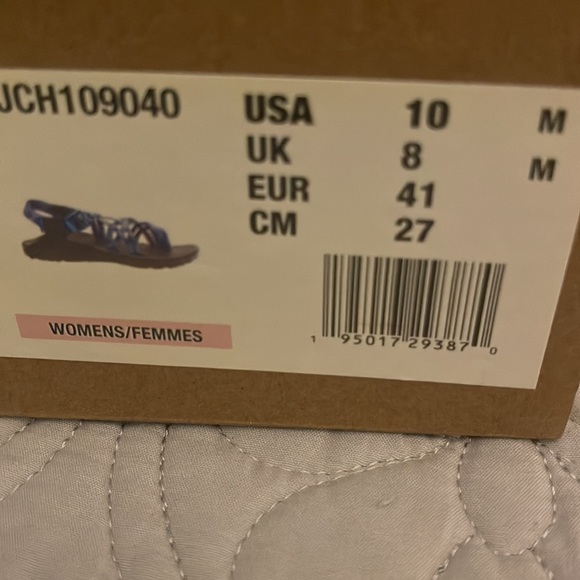 JCH109040
USA 10 M
UK 8 M
EUR 41
CM 27
WOMENS/FEMMES
1 95017 29387 0